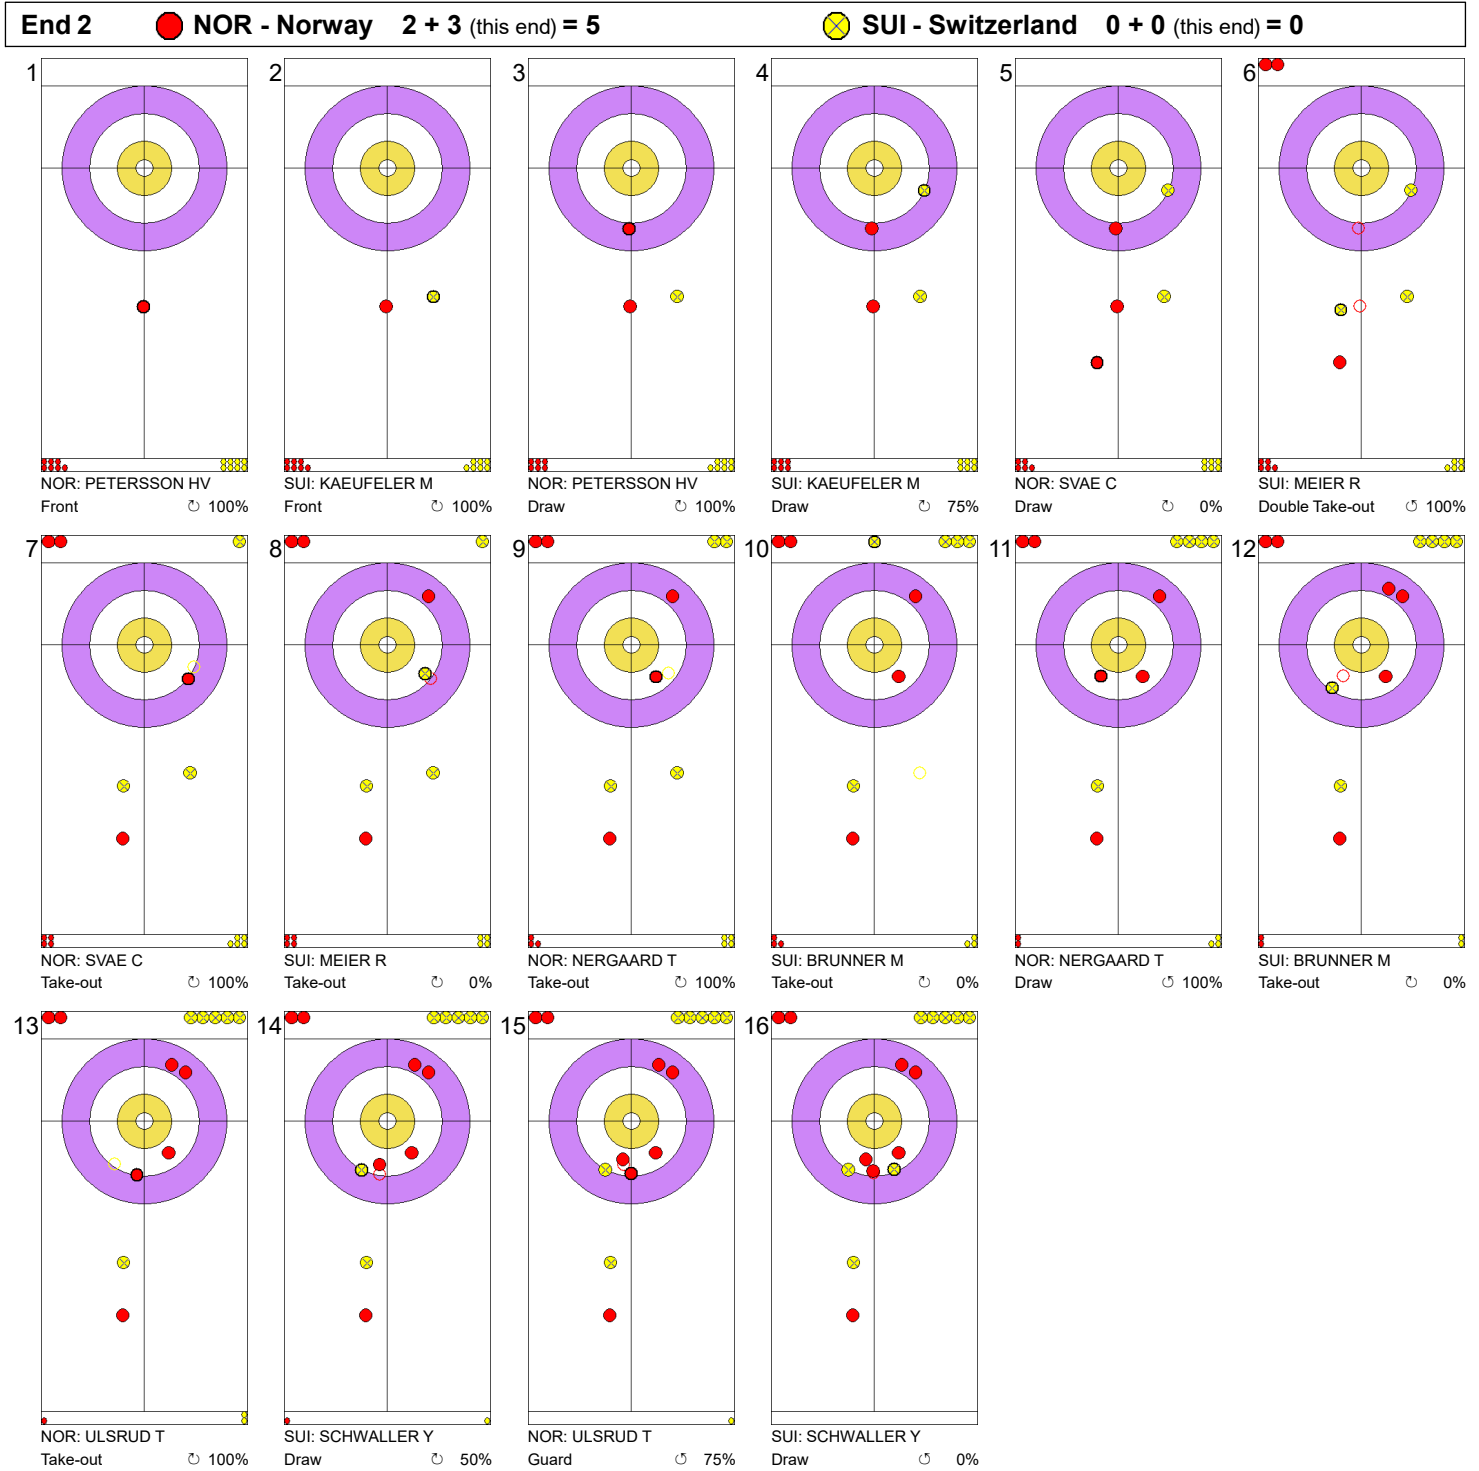 End 2 NOR - Norway 2 + 3 (this end) = 5 SUI - Switzerland 0 + 0 (this end) = 0
1 2 3 4 5 6
NOR: PETERSSON HV SUI: KAEUFELER M NOR: PETERSSON HV SUI: KAEUFELER M NOR: SVAE C SUI: MEIER R
Front ↻ 100% Front ↻ 100% Draw ↻ 100% Draw ↻ 75% Draw ↻ 0% Double Take-out ↺ 100%
7 8 9 10 11 12
NOR: SVAE C SUI: MEIER R NOR: NERGAARD T SUI: BRUNNER M NOR: NERGAARD T SUI: BRUNNER M
Take-out ↻ 100% Take-out ↻ 0% Take-out ↻ 100% Take-out ↻ 0% Draw ↻ 100% Take-out ↻ 0%
13 14 15 16
NOR: ULSRUD T SUI: SCHWALLER Y NOR: ULSRUD T SUI: SCHWALLER Y
Take-out ↻ 100% Draw ↻ 50% Guard ↺ 75% Draw ↺ 0%